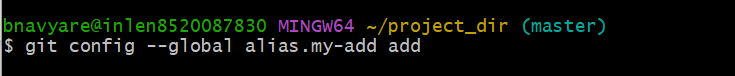 bnavyare@inlen8520087830 MINGW64 ~/project_dir (master)
$ git config --global alias.my-add add